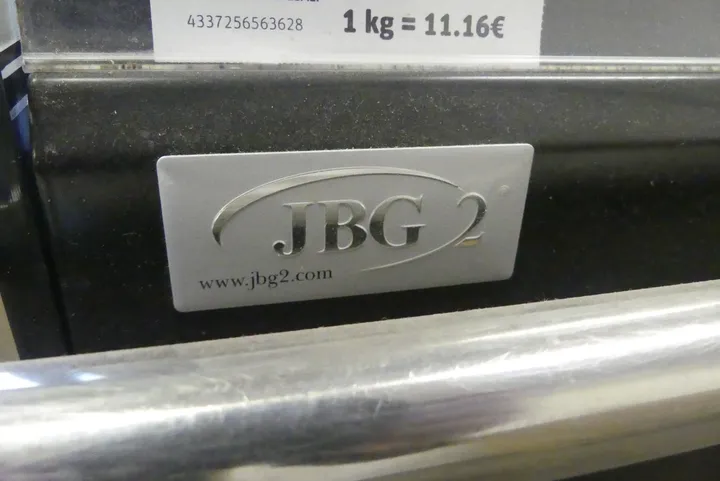 4337256563628
1 kg = 11.16€
JBG 2
www.jbg2.com